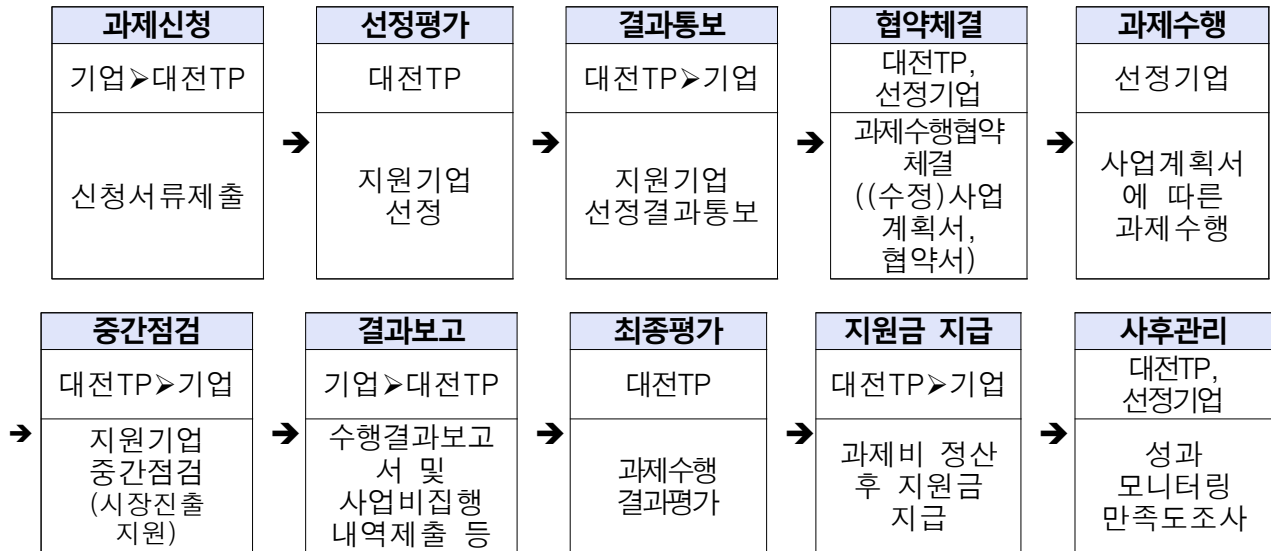 과제신청
기업➢대전TP
신청서류제출
➔
선정평가
대전TP
지원기업
선정
➔
결과통보
대전TP➢기업
지원기업
선정결과통보
➔
협약체결
대전TP,
선정기업
과제수행협약
체결
((수정)사업
계획서,
협약서)
➔
과제수행
선정기업
사업계획서
에 따른
과제수행
➔
중간점검
대전TP➢기업
지원기업
중간점검
(시장진출
지원)
➔
결과보고
기업➢대전TP
수행결과보고
서 및
사업비집행
내역제출 등
➔
최종평가
대전TP
과제수행
결과평가
➔
지원금 지급
대전TP➢기업
과제비 정산
후 지원금
지급
➔
사후관리
대전TP,
선정기업
성과
모니터링
만족도조사